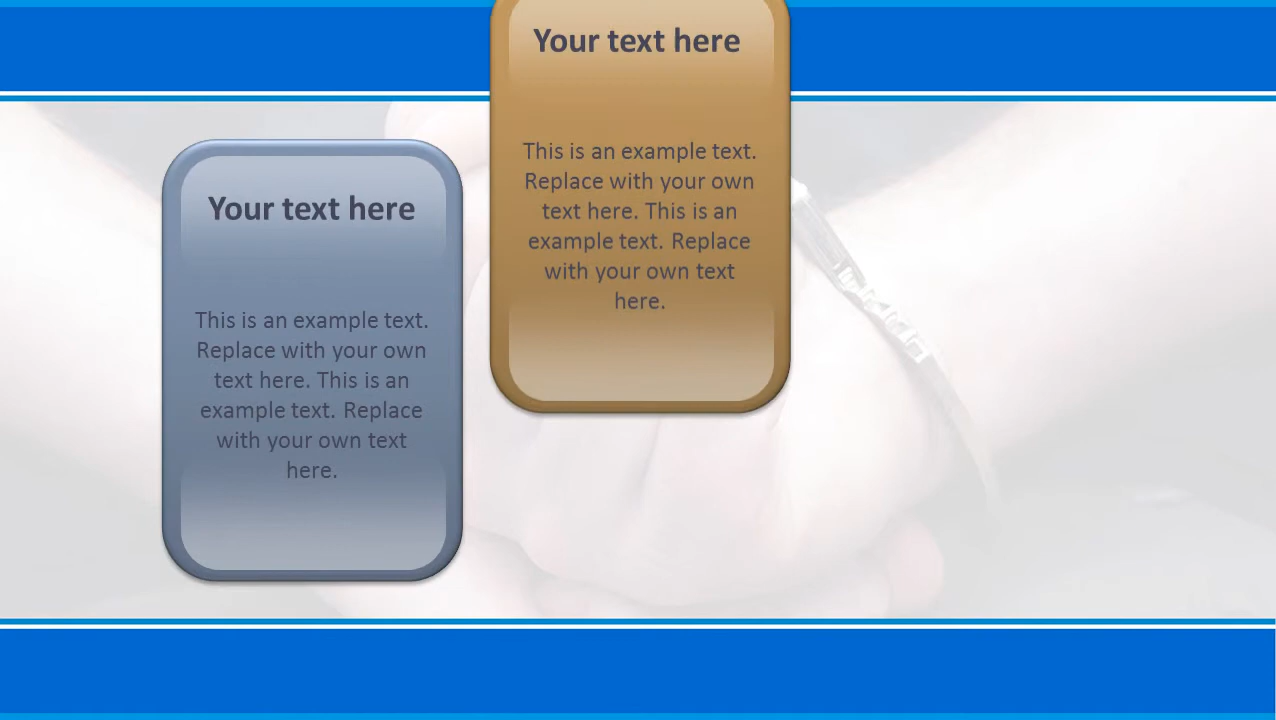 Your text here
This is an example text.
Replace with your own
text here. This is an
example text. Replace
with your own text
here.
Your text here
This is an example text.
Replace with your own
text here. This is an
example text. Replace
with your own text
here.